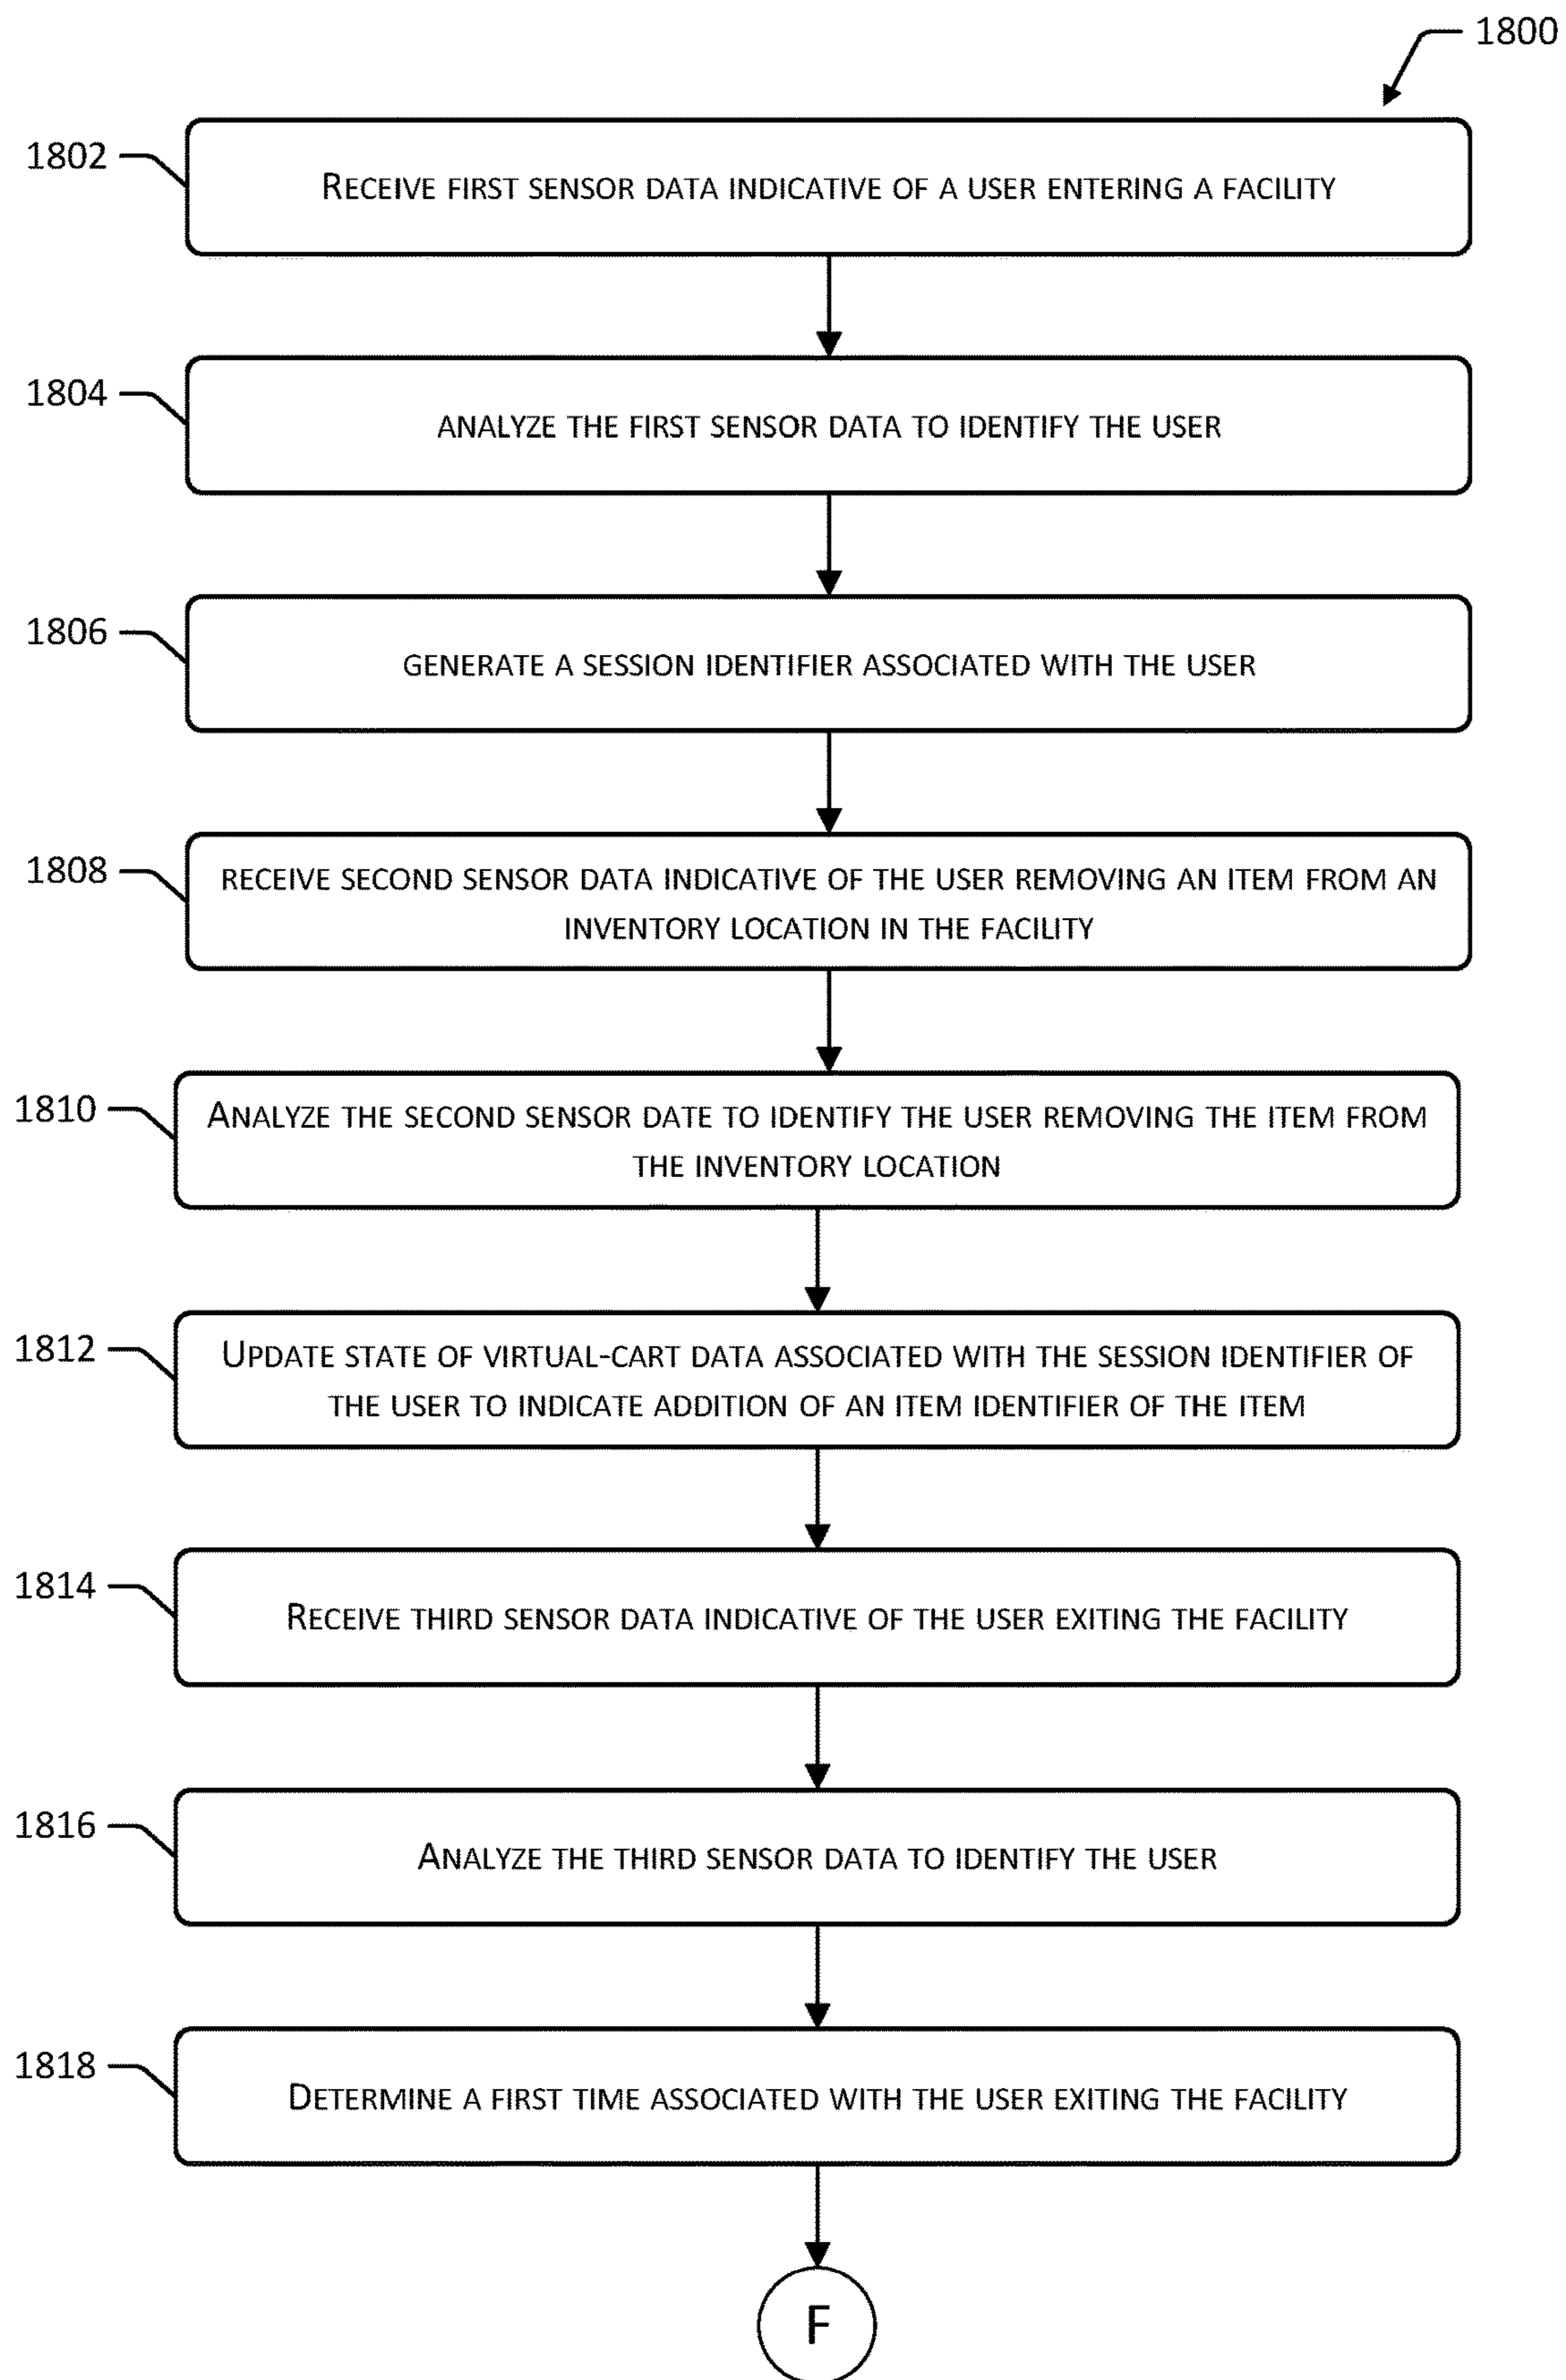 1800
1802
RECEIVE FIRST SENSOR DATA INDICATIVE OF A USER ENTERING A FACILITY
1804
ANALYZE THE FIRST SENSOR DATA TO IDENTIFY THE USER
1806
GENERATE A SESSION IDENTIFIER ASSOCIATED WITH THE USER
1808
RECEIVE SECOND SENSOR DATA INDICATIVE OF THE USER REMOVING AN ITEM FROM AN
INVENTORY LOCATION IN THE FACILITY
1810
ANALYZE THE SECOND SENSOR DATE TO IDENTIFY THE USER REMOVING THE ITEM FROM
THE INVENTORY LOCATION
1812
UPDATE STATE OF VIRTUAL-CART DATA ASSOCIATED WITH THE SESSION IDENTIFIER OF
THE USER TO INDICATE ADDITION OF AN ITEM IDENTIFIER OF THE ITEM
1814
RECEIVE THIRD SENSOR DATA INDICATIVE OF THE USER EXITING THE FACILITY
1816
ANALYZE THE THIRD SENSOR DATA TO IDENTIFY THE USER
1818
DETERMINE A FIRST TIME ASSOCIATED WITH THE USER EXITING THE FACILITY
F